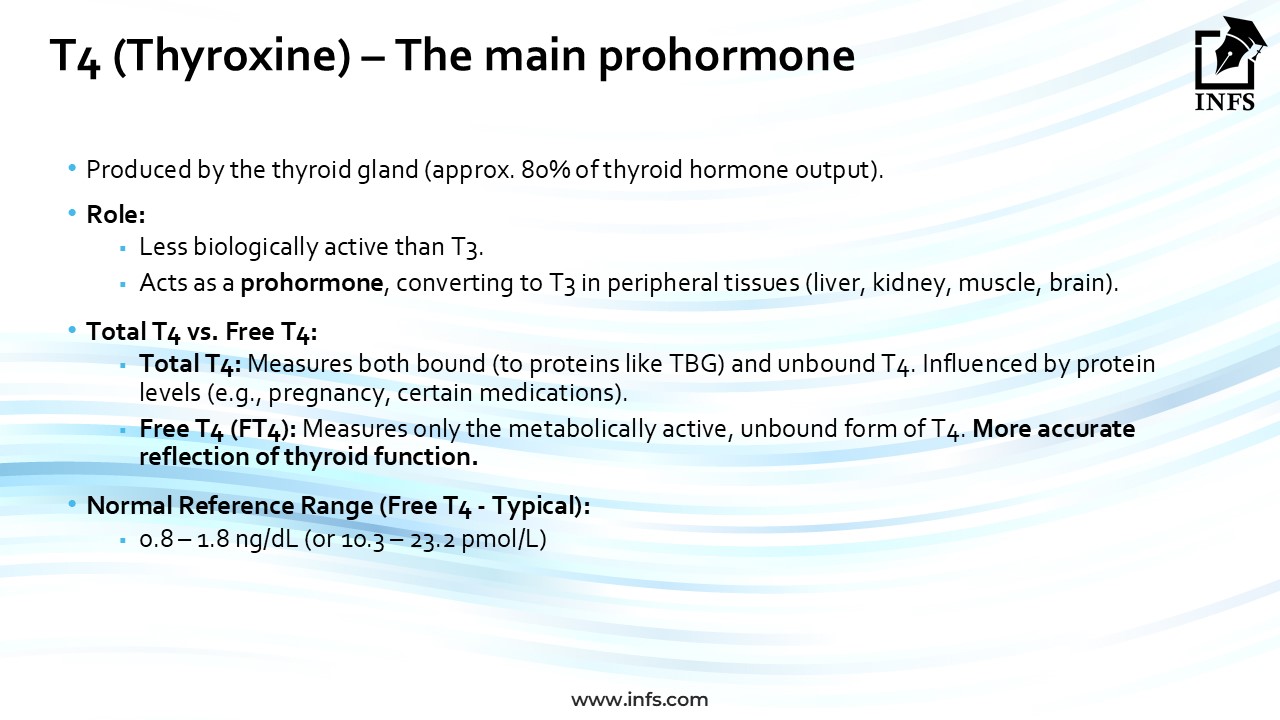 T4 (Thyroxine) – The main prohormone
INFS
• Produced by the thyroid gland (approx. 80% of thyroid hormone output).
• Role:
▪ Less biologically active than T3.
▪ Acts as a prohormone, converting to T3 in peripheral tissues (liver, kidney, muscle, brain).
• Total T4 vs. Free T4:
▪ Total T4: Measures both bound (to proteins like TBG) and unbound T4. Influenced by protein
levels (e.g., pregnancy, certain medications).
▪ Free T4 (FT4): Measures only the metabolically active, unbound form of T4. More accurate
reflection of thyroid function.
• Normal Reference Range (Free T4 - Typical):
▪ 0.8 – 1.8 ng/dL (or 10.3 – 23.2 pmol/L)
www.infs.com